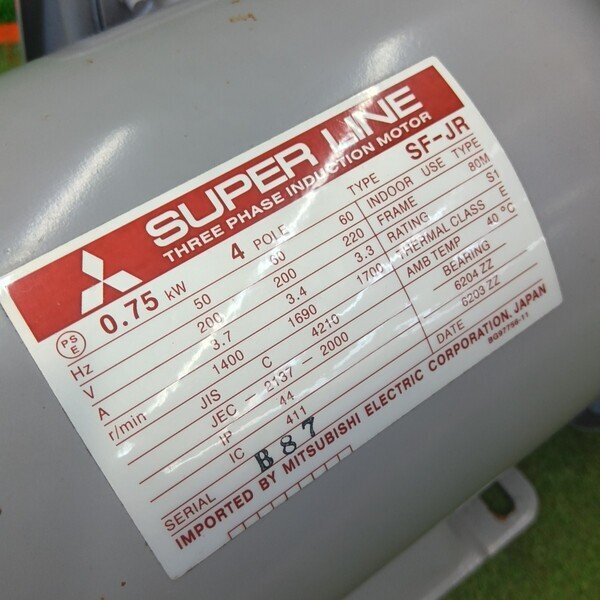 SUPER LINE
THREE PHASE INDUCTION MOTOR
PS E 0.75 kW 4 POLE TYPE SF-JR
Hz 50 60 60 INDOOR USE TYPE
V 200 200 220 FRAME 80M
A 3.7 3.4 3.3 RATING S1
r/min 1400 1690 1700 THERMAL CLASS E
JIS C 4210 AMB TEMP 40 °C
JEC-2137-2000 BEARING
IP 44 6204 ZZ
IC 411 6203 ZZ
SERIAL B87 DATE
IMPORTED BY MITSUBISHI ELECTRIC CORPORATION, JAPAN
BG97756-11